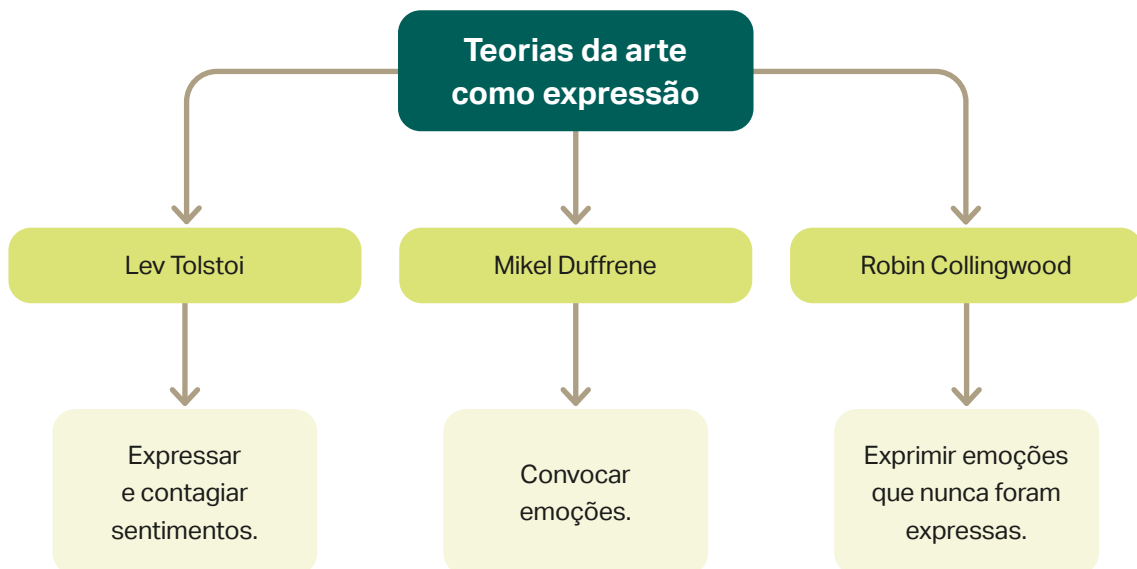 Teorias da arte
como expressão
Lev Tolstoi
Mikel Duffrene
Robin Collingwood
Expressar
e contagiar
sentimentos.
Convocar
emoções.
Exprimir emoções
que nunca foram
expressas.